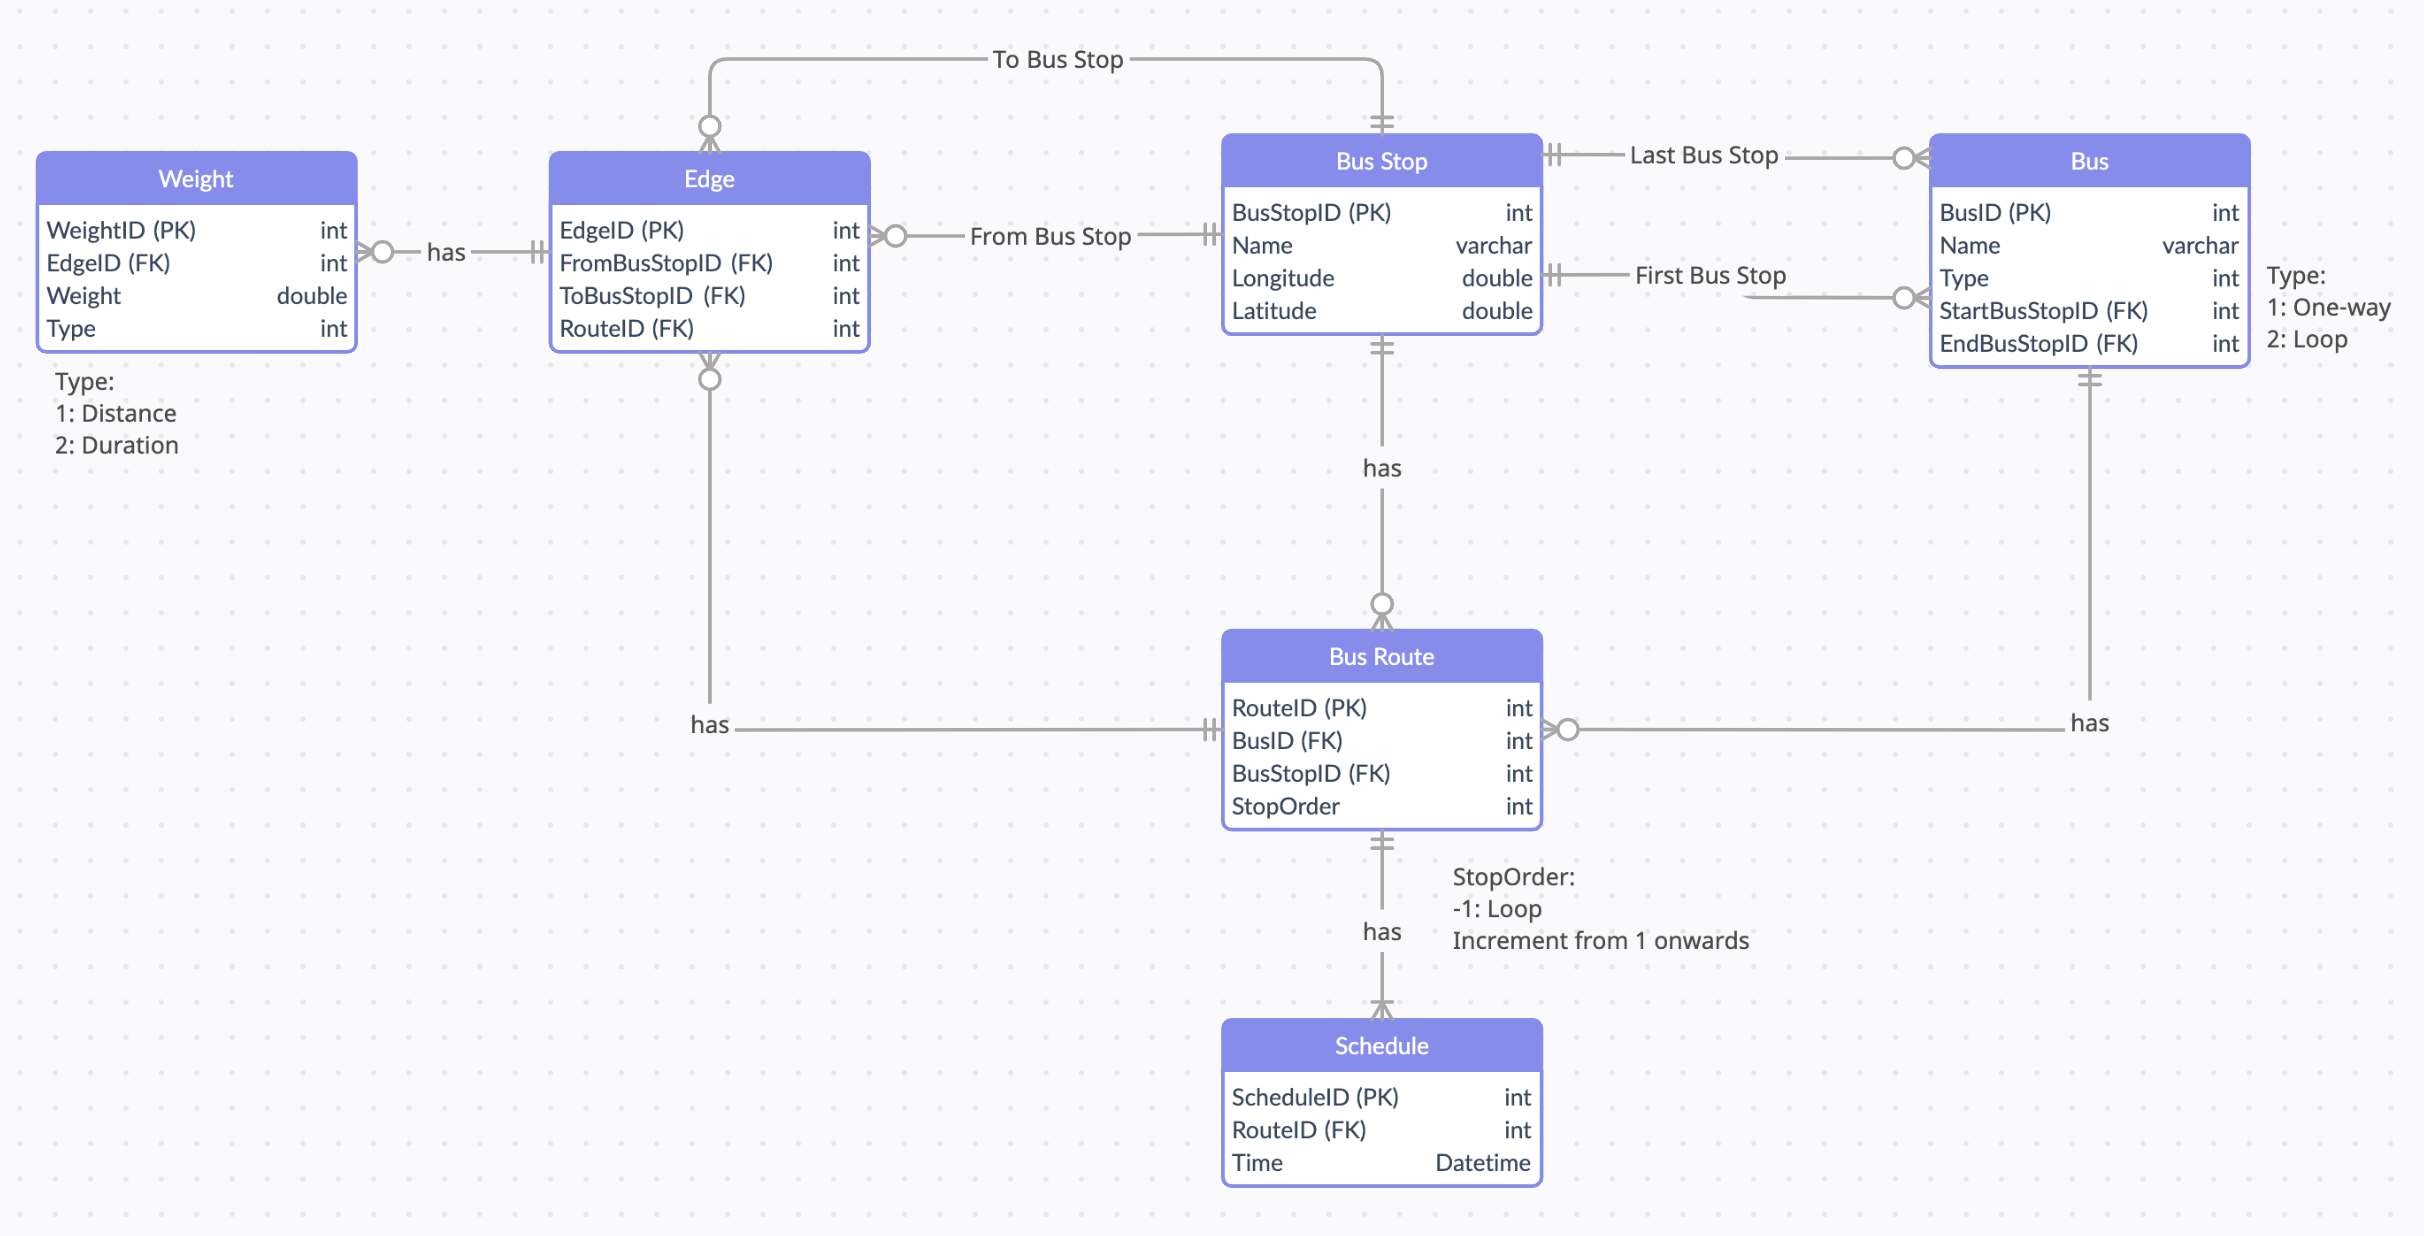 To Bus Stop
Weight
WeightID (PK) int
EdgeID (FK) int
Weight double
Type int
Type:
1: Distance
2: Duration
has
Edge
EdgeID (PK) int
FromBusStopID (FK) int
ToBusStopID (FK) int
RouteID (FK) int
From Bus Stop
Bus Stop
BusStopID (PK) int
Name varchar
Longitude double
Latitude double
Last Bus Stop
First Bus Stop
Bus
BusID (PK) int
Name varchar
Type int
StartBusStopID (FK) int
EndBusStopID (FK) int
Type:
1: One-way
2: Loop
has
has
Bus Route
RouteID (PK) int
BusID (FK) int
BusStopID (FK) int
StopOrder int
has
StopOrder:
-1: Loop
Increment from 1 onwards
has
Schedule
ScheduleID (PK) int
RouteID (FK) int
Time Datetime